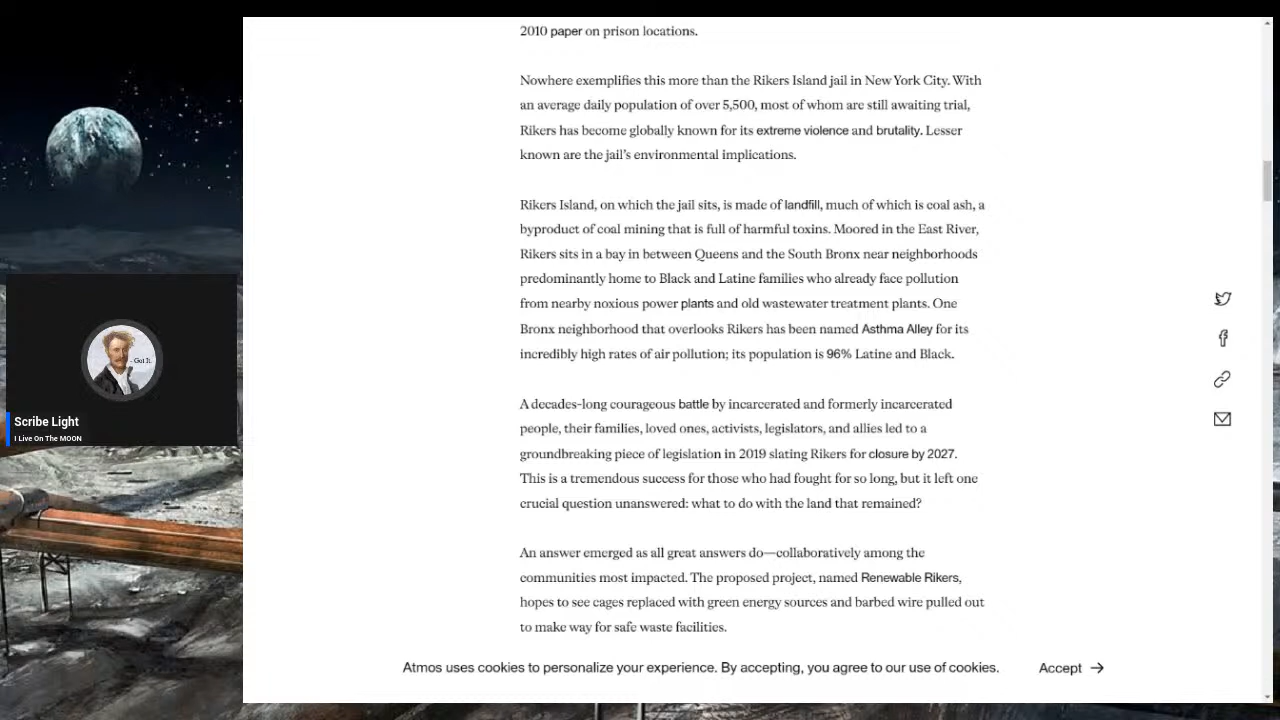 2010 paper on prison locations.
Nowhere exemplifies this more than the Rikers Island jail in New York City. With
an average daily population of over 5,500, most of whom are still awaiting trial,
Rikers has become globally known for its extreme violence and brutality. Lesser
known are the jail's environmental implications.
Rikers Island, on which the jail sits, is made of landfill, much of which is coal ash, a
byproduct of coal mining that is full of harmful toxins. Moored in the East River,
Rikers sits in a bay in between Queens and the South Bronx near neighborhoods
predominantly home to Black and Latine families who already face pollution
from nearby noxious power plants and old wastewater treatment plants. One
Bronx neighborhood that overlooks Rikers has been named Asthma Alley for its
incredibly high rates of air pollution; its population is 96% Latine and Black.
A decades-long courageous battle by incarcerated and formerly incarcerated
people, their families, loved ones, activists, legislators, and allies led to a
groundbreaking piece of legislation in 2019 slating Rikers for closure by 2027.
This is a tremendous success for those who had fought for so long, but it left one
crucial question unanswered: what to do with the land that remained?
An answer emerged as all great answers do—collaboratively among the
communities most impacted. The proposed project, named Renewable Rikers,
hopes to see cages replaced with green energy sources and barbed wire pulled out
to make way for safe waste facilities.
Atmos uses cookies to personalize your experience. By accepting, you agree to our use of cookies.
Accept →
- Got It.
Scribe Light
I Live On The MOON